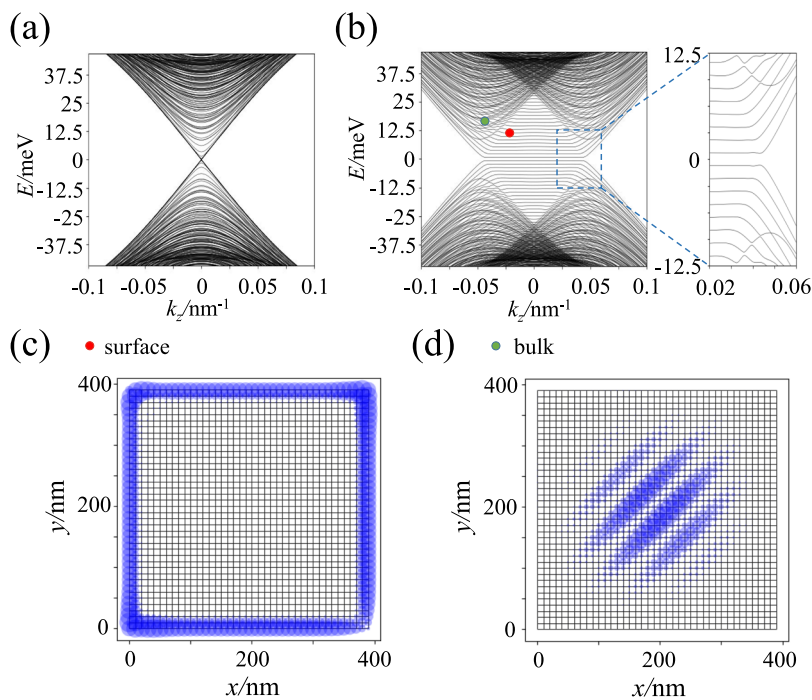 (a)
E/meV
37.5
25
12.5
0
-12.5
-25
-37.5
-0.1 -0.05 0 0.05 0.1
k_z/nm⁻¹
(b)
E/meV
37.5
25
12.5
0
-12.5
-25
-37.5
-0.1 -0.05 0 0.05 0.1
k_z/nm⁻¹
12.5
0
-12.5
0.02 0.06
(c) surface
y/nm
400
200
0
0 200 400
x/nm
(d) bulk
y/nm
400
200
0
0 200 400
x/nm